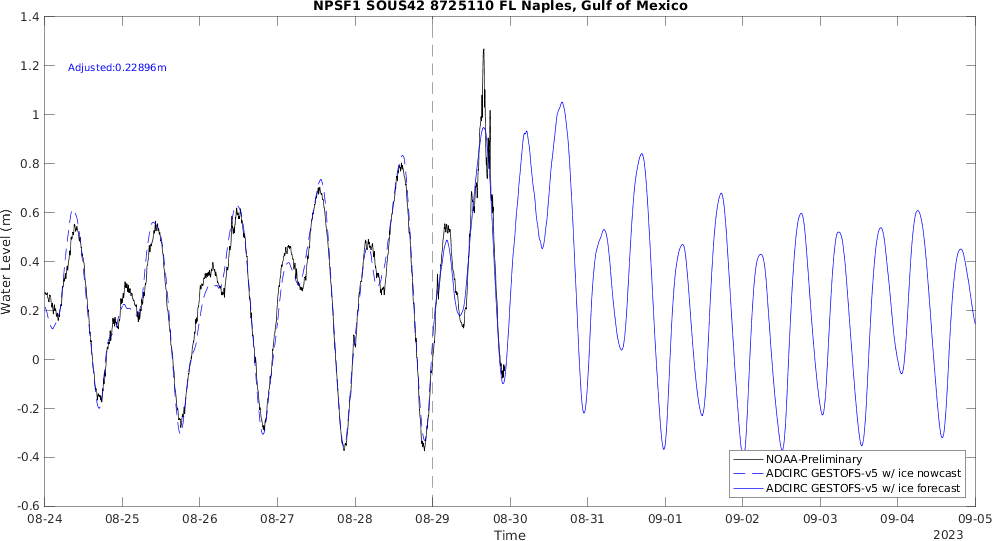 NPSF1 SOUS42 8725110 FL Naples, Gulf of Mexico
1.4
1.2
1
0.8
0.6
0.4
0.2
0
-0.2
-0.4
-0.6
Water Level (m)
Adjusted:0.22896m
NOAA-Preliminary
ADCIRC GESTOFS-v5 w/ ice nowcast
ADCIRC GESTOFS-v5 w/ ice forecast
08-24 08-25 08-26 08-27 08-28 08-29 08-30 08-31 09-01 09-02 09-03 09-04 09-05
Time
2023